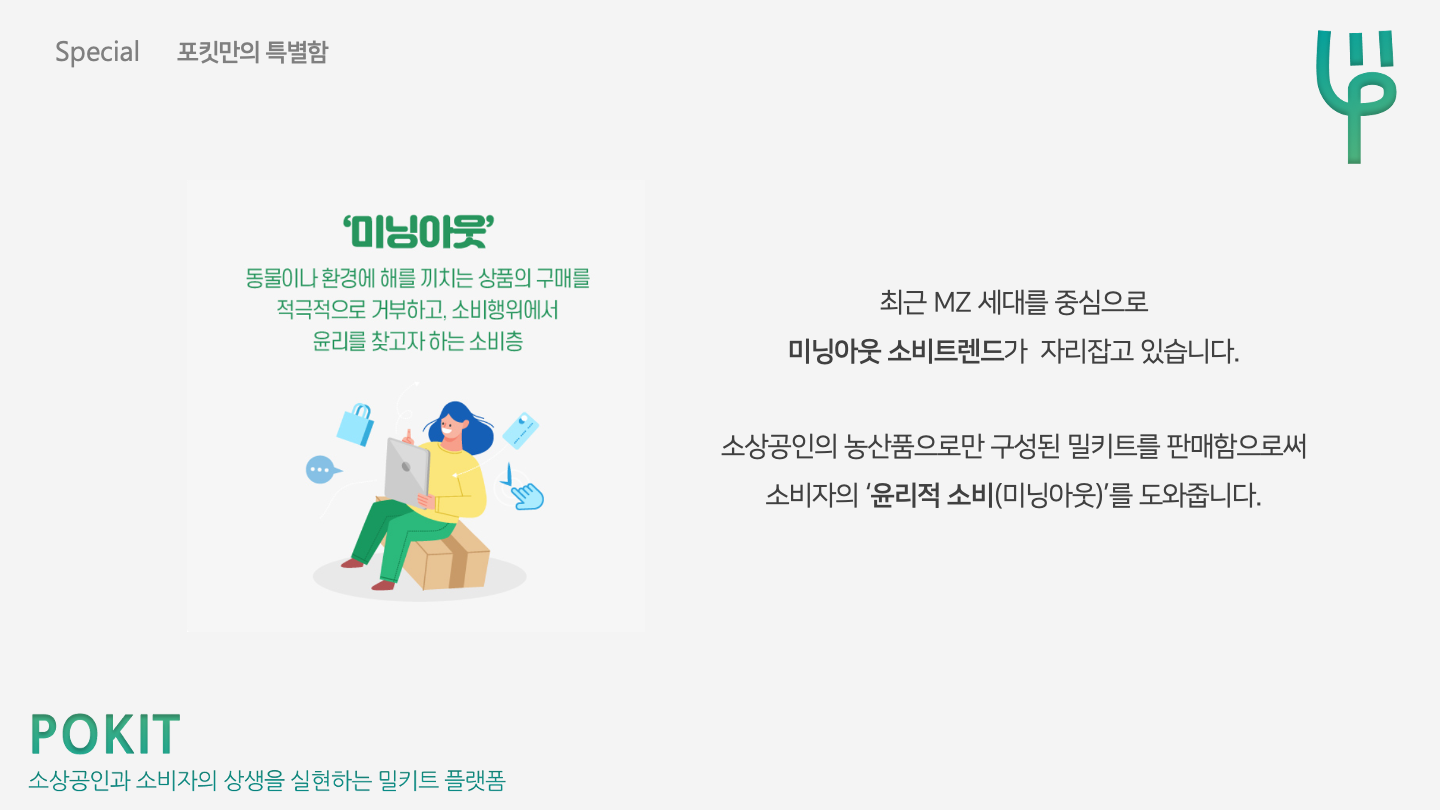 Special 포킷만의 특별함
‘미닝아웃’
동물이나 환경에 해를 끼치는 상품의 구매를
적극적으로 거부하고, 소비행위에서
윤리를 찾고자 하는 소비층
최근 MZ 세대를 중심으로
미닝아웃 소비트렌드가 자리잡고 있습니다.
소상공인의 농산품으로만 구성된 밀키트를 판매함으로써
소비자의 ‘윤리적 소비(미닝아웃)’를 도와줍니다.
POKIT
소상공인과 소비자의 상생을 실현하는 밀키트 플랫폼